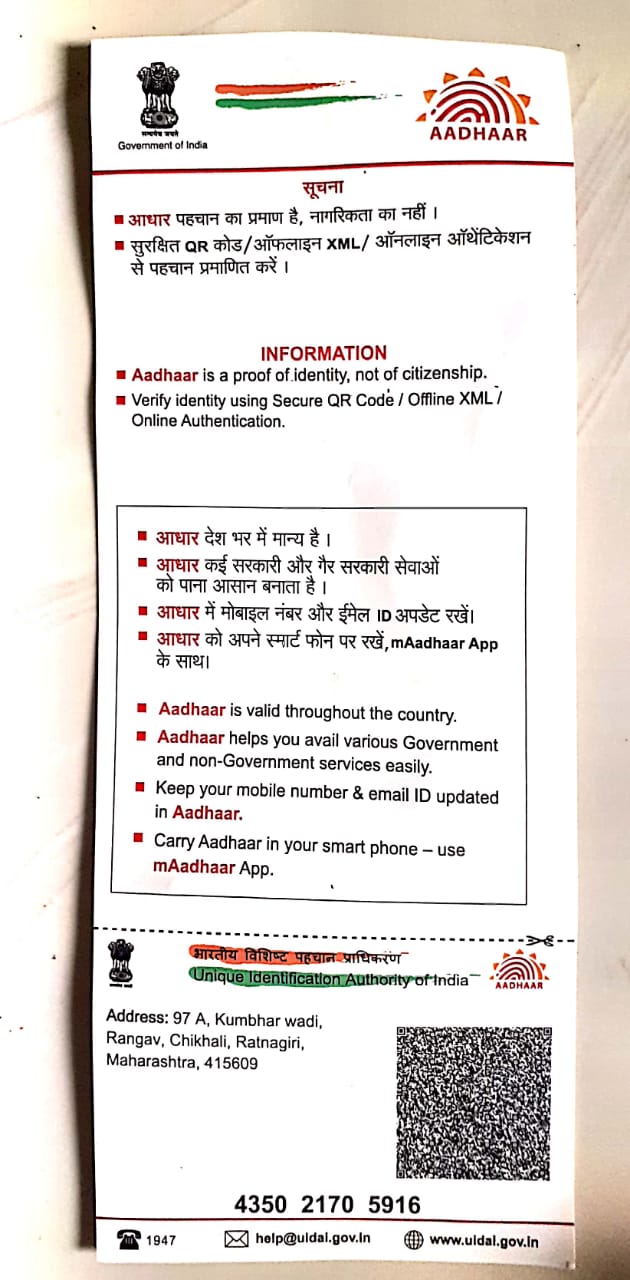 सत्यमेव जयते
Government of India
AADHAAR
सूचना
■ आधार पहचान का प्रमाण है, नागरिकता का नहीं ।
■ सुरक्षित QR कोड/ऑफलाइन XML/ ऑनलाइन ऑथेंटिकेशन
से पहचान प्रमाणित करें ।
INFORMATION
■ Aadhaar is a proof of identity, not of citizenship.
■ Verify identity using Secure QR Code / Offline XML /
Online Authentication.
■ आधार देश भर में मान्य है ।
■ आधार कई सरकारी और गैर सरकारी सेवाओं
को पाना आसान बनाता है ।
■ आधार में मोबाइल नंबर और ईमेल ID अपडेट रखें।
■ आधार को अपने स्मार्ट फोन पर रखें, mAadhaar App
के साथ।
■ Aadhaar is valid throughout the country.
■ Aadhaar helps you avail various Government
and non-Government services easily.
■ Keep your mobile number & email ID updated
in Aadhaar.
■ Carry Aadhaar in your smart phone – use
mAadhaar App.
भारतीय विशिष्ट पहचान प्राधिकरण
Unique Identification Authority of India
AADHAAR
Address: 97 A, Kumbhar wadi,
Rangav, Chikhali, Ratnagiri,
Maharashtra, 415609
4350 2170 5916
1947
help@uidai.gov.in
www.uidai.gov.in